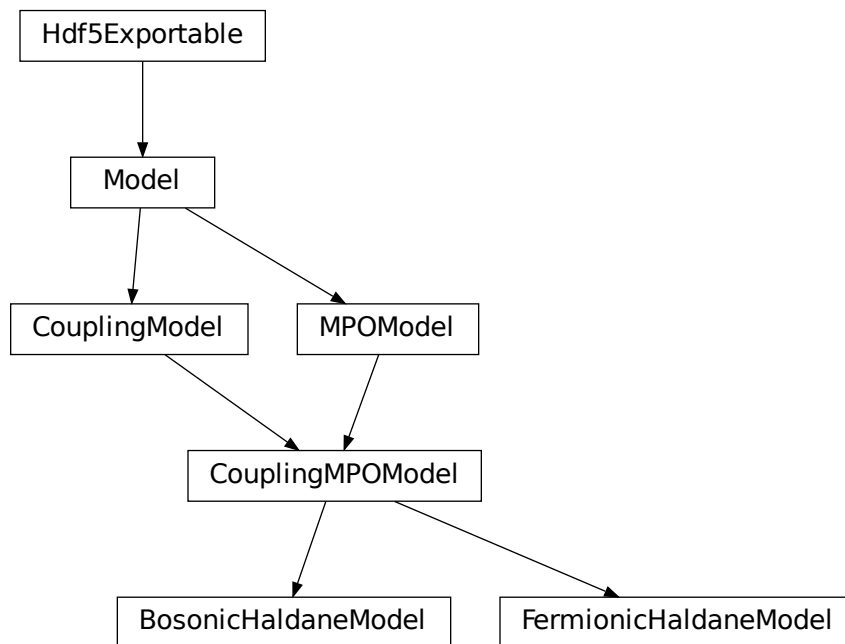 Hdf5Exportable
Model
CouplingModel
MPOModel
CouplingMPOModel
BosonicHaldaneModel
FermionicHaldaneModel